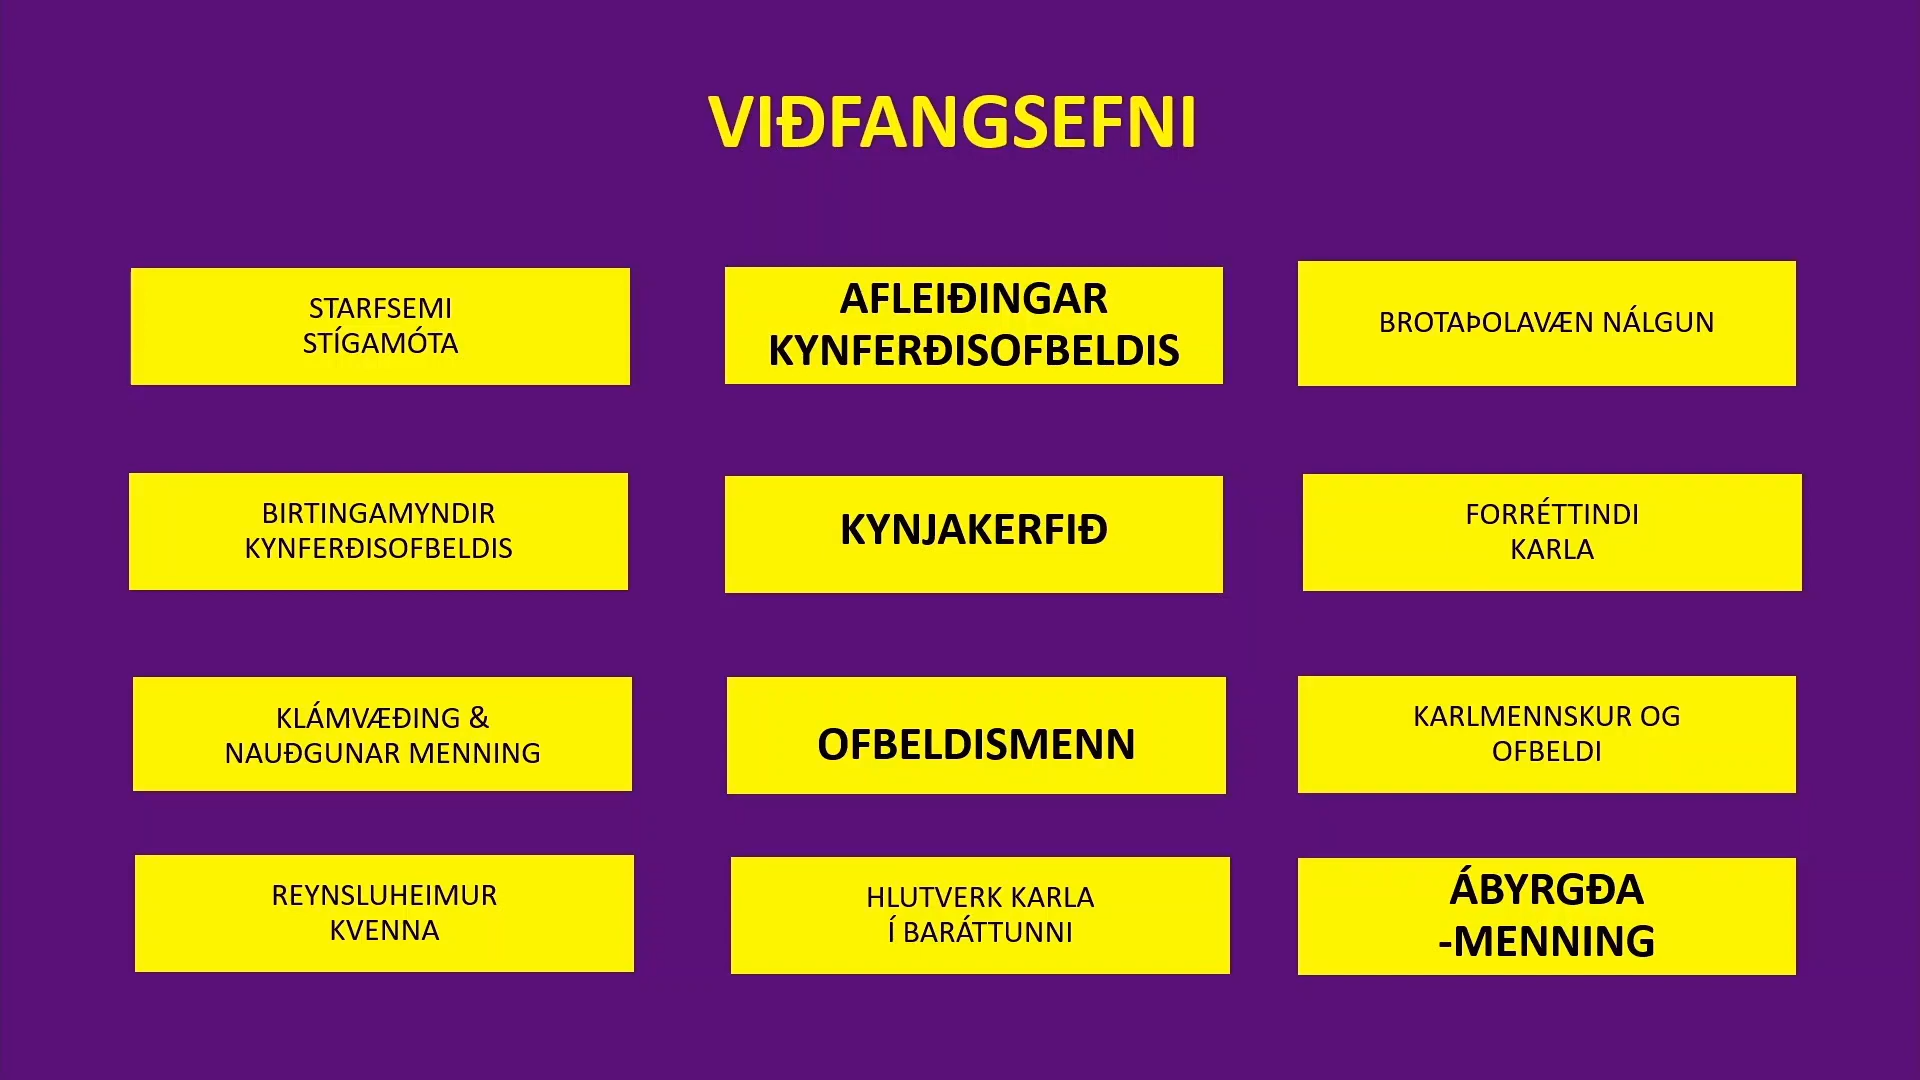 VIÐFANGSEFNI
STARFSEMI
STÍGAMÓTA
AFLEIÐINGAR
KYNFERÐISOFBELDIS
BROTAÞOLAVÆN NÁLGUN
BIRTINGAMYNDIR
KYNFERÐISOFBELDIS
KYNJAKERFIÐ
FORRÉTTINDI
KARLA
KLÁMVÆÐING &
NAUÐGUNAR MENNING
OFBELDISMENN
KARLMENNSKUR OG
OFBELDI
REYNSLUHEIMUR
KVENNA
HLUTVERK KARLA
Í BARÁTTUNNI
ÁBYRGÐA
-MENNING